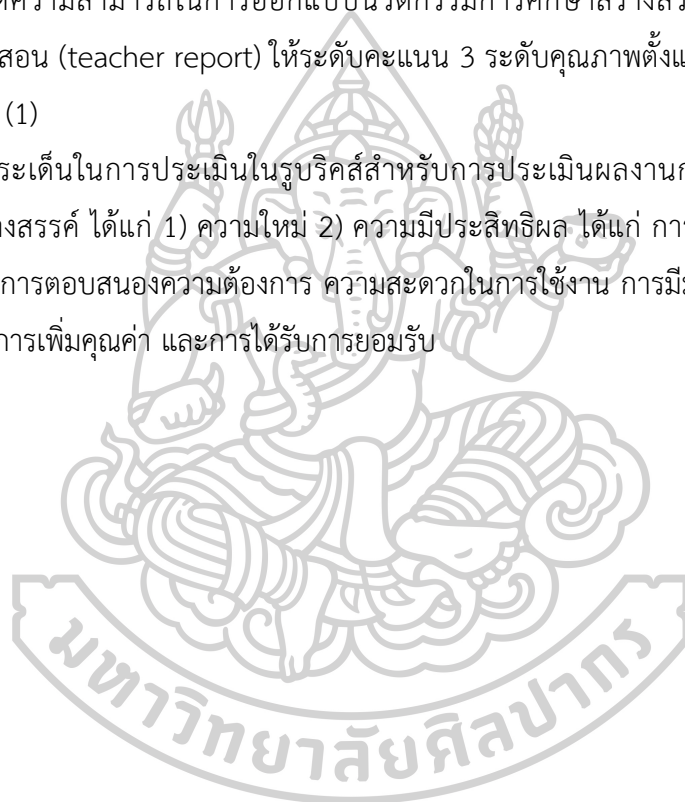 ความสามารถในการออกแบบนวัตกรรมการศึกษาสร้างสร
สอน (teacher report) ให้ระดับคะแนน 3 ระดับคุณภาพตั้งแ
(1)
ระเด็นในการประเมินในรูบริคส์สำหรับการประเมินผลงานก
งสรรค์ ได้แก่ 1) ความใหม่ 2) ความมีประสิทธิผล ได้แก่ กา
การตอบสนองความต้องการ ความสะดวกในการใช้งาน การมี
การเพิ่มคุณค่า และการได้รับการยอมรับ
มหาวิทยาลัยศิลปากร